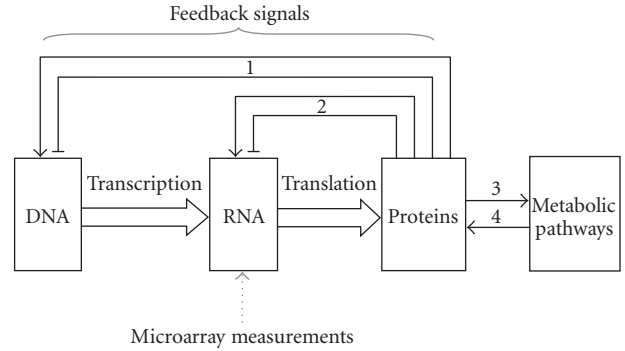 Feedback signals
1
2
Transcription
Translation
3
4
DNA
RNA
Proteins
Metabolic
pathways
Microarray measurements